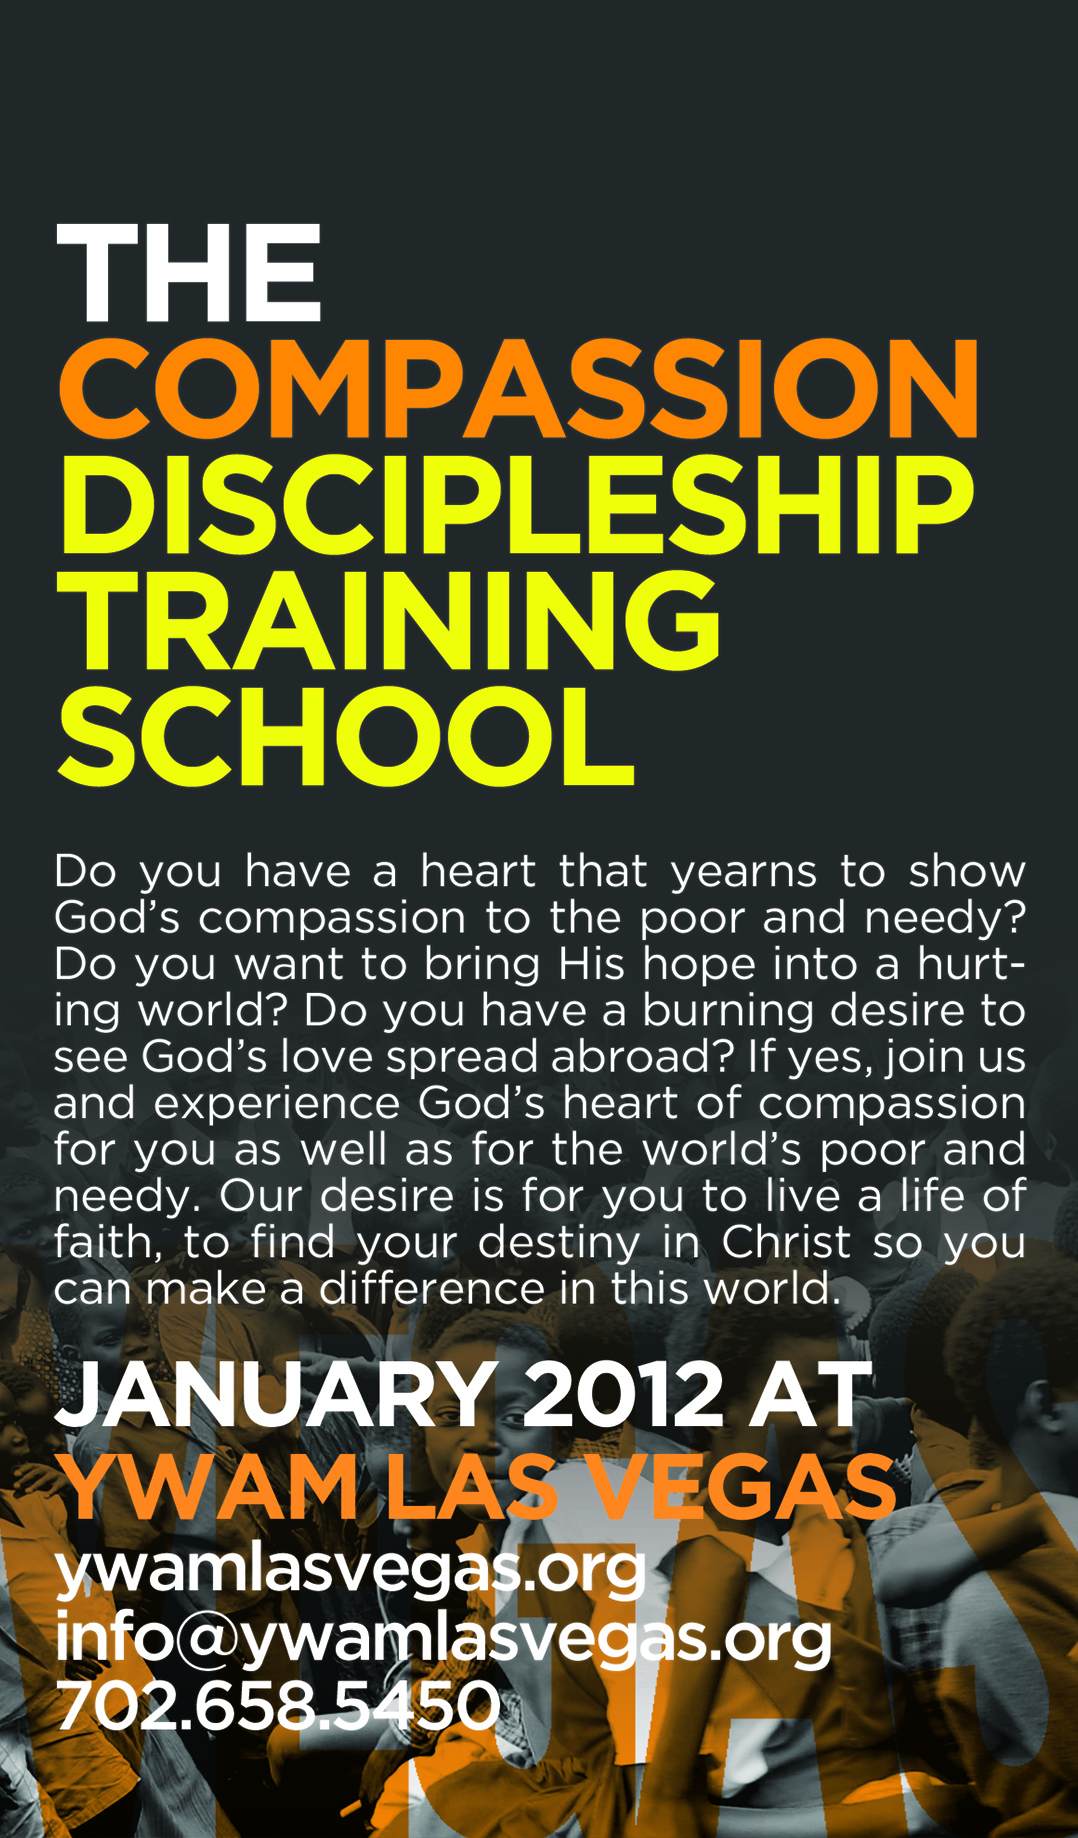 THE
COMPASSION
DISCIPLESHIP
TRAINING
SCHOOL
Do you have a heart that yearns to show
God’s compassion to the poor and needy?
Do you want to bring His hope into a hurt-
ing world? Do you have a burning desire to
see God’s love spread abroad? If yes, join us
and experience God’s heart of compassion
for you as well as for the world’s poor and
needy. Our desire is for you to live a life of
faith, to find your destiny in Christ so you
can make a difference in this world.
JANUARY 2012 AT
YWAM LAS VEGAS
ywamlasvegas.org
info@ywamlasvegas.org
702.658.5450
VEGAS